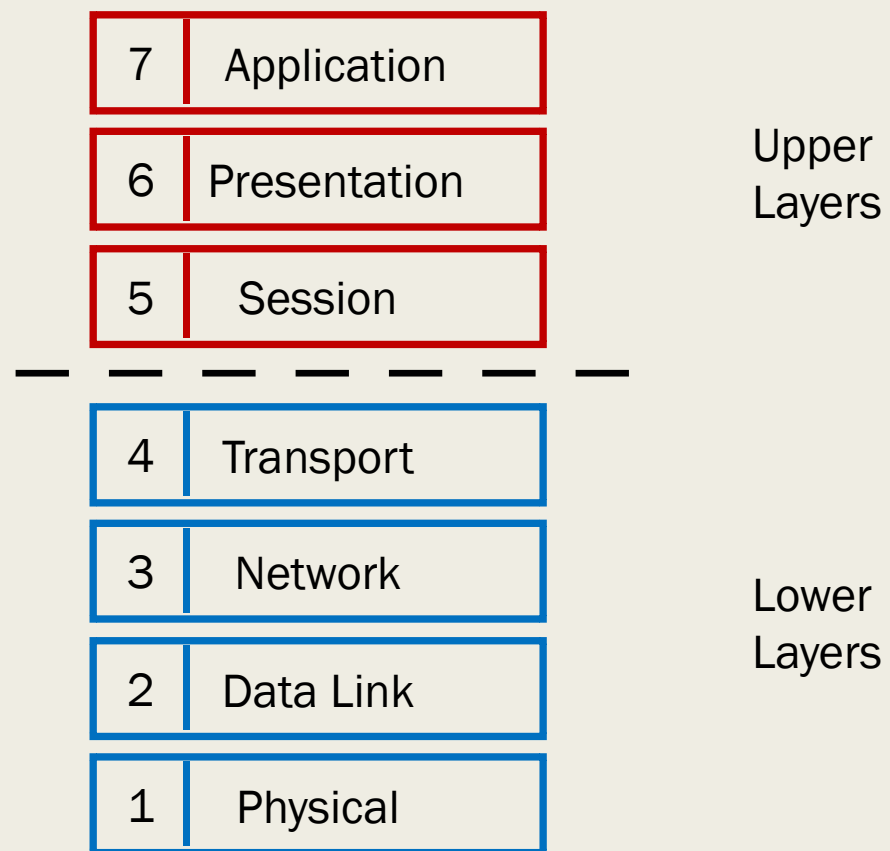 7 Application
6 Presentation
Upper
Layers
5 Session
4 Transport
3 Network
Lower
Layers
2 Data Link
1 Physical